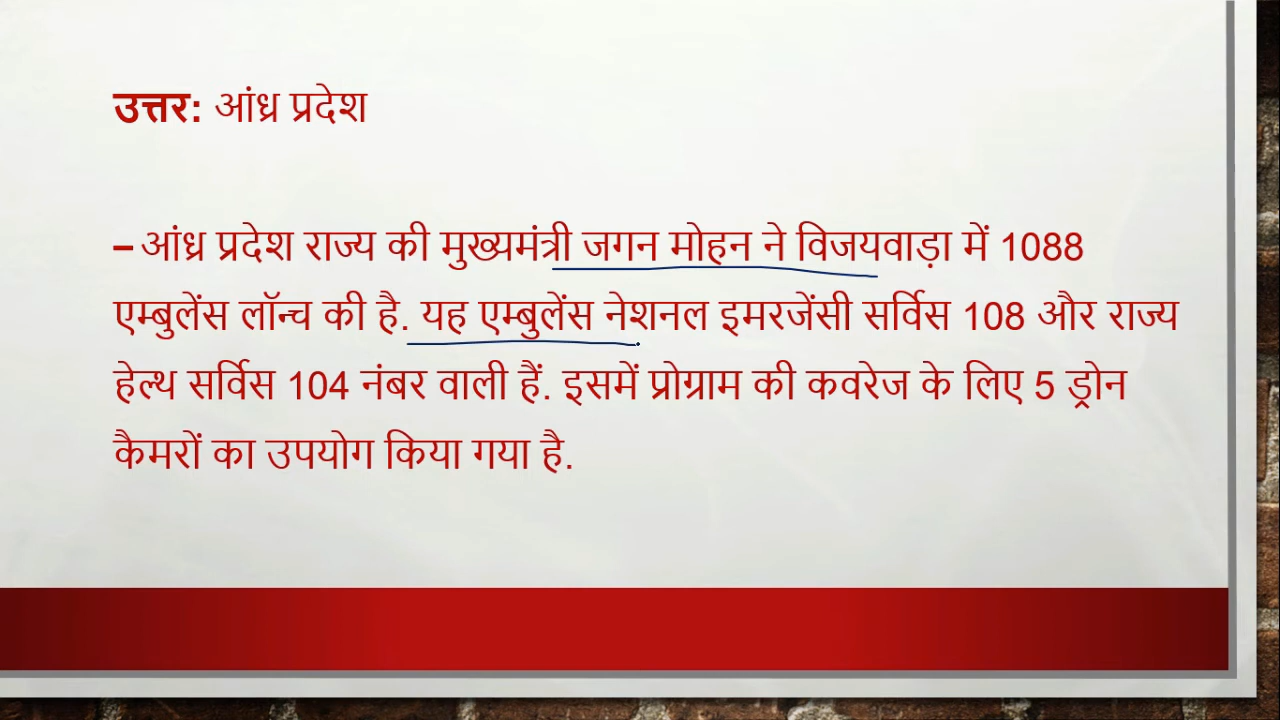 उत्तर: आंध्र प्रदेश
– आंध्र प्रदेश राज्य की मुख्यमंत्री जगन मोहन ने विजयवाड़ा में 1088
एम्बुलेंस लॉन्च की है. यह एम्बुलेंस नेशनल इमरजेंसी सर्विस 108 और राज्य
हेल्थ सर्विस 104 नंबर वाली हैं. इसमें प्रोग्राम की कवरेज के लिए 5 ड्रोन
कैमरों का उपयोग किया गया है.